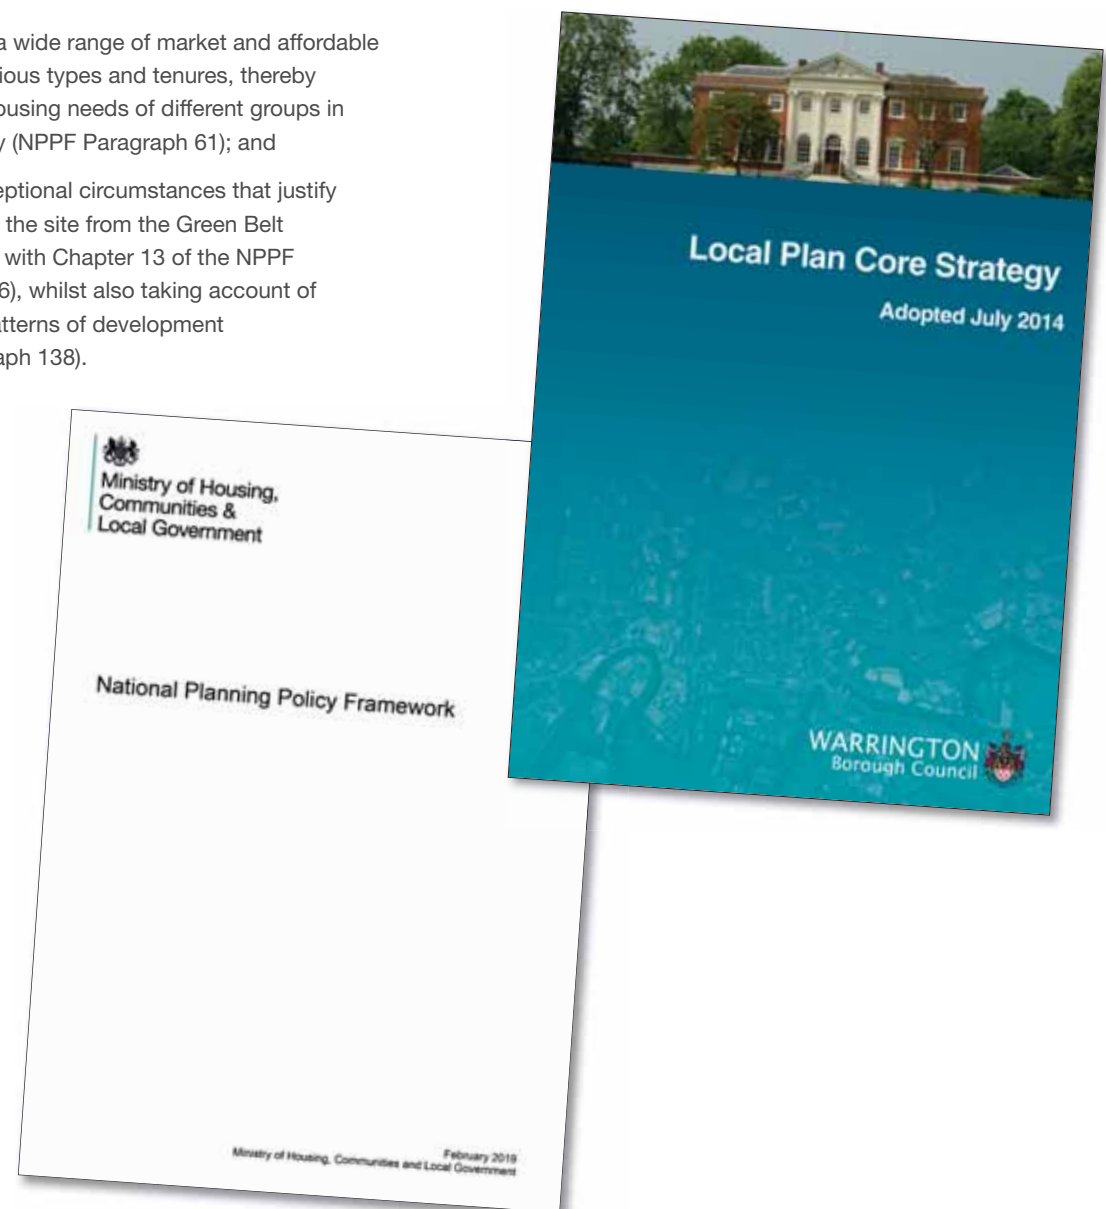 a wide range of market and affordable
ious types and tenures, thereby
ousing needs of different groups in
y (NPPF Paragraph 61); and
eptional circumstances that justify
the site from the Green Belt
with Chapter 13 of the NPPF
6), whilst also taking account of
atterns of development
aph 138).
Local Plan Core Strategy
Adopted July 2014
WARRINGTON
Borough Council
Ministry of Housing,
Communities &
Local Government
National Planning Policy Framework
February 2019
Ministry of Housing, Communities and Local Government